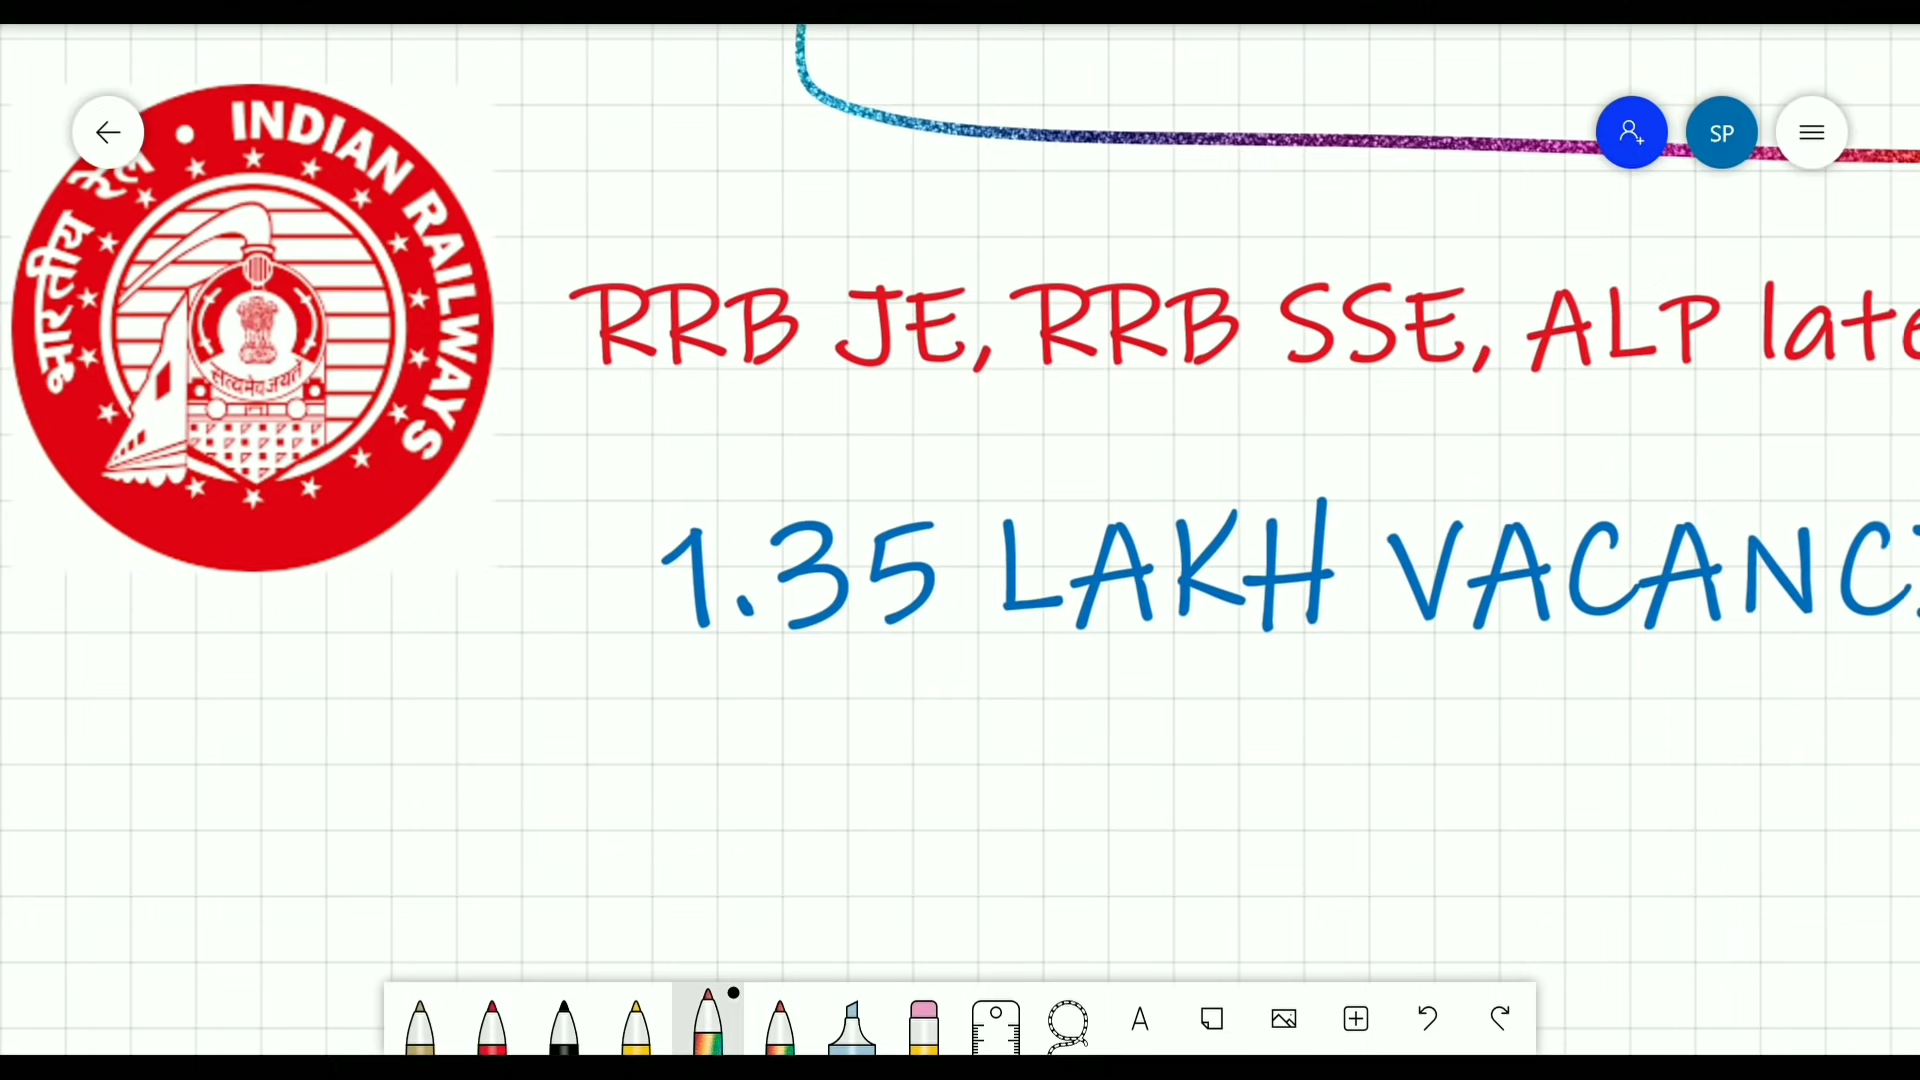 भारतीय रेल • INDIAN RAILWAYS
सत्यमेव जयते
SP
RRB JE, RRB SSE, ALP late
1.35 LAKH VACANC
A